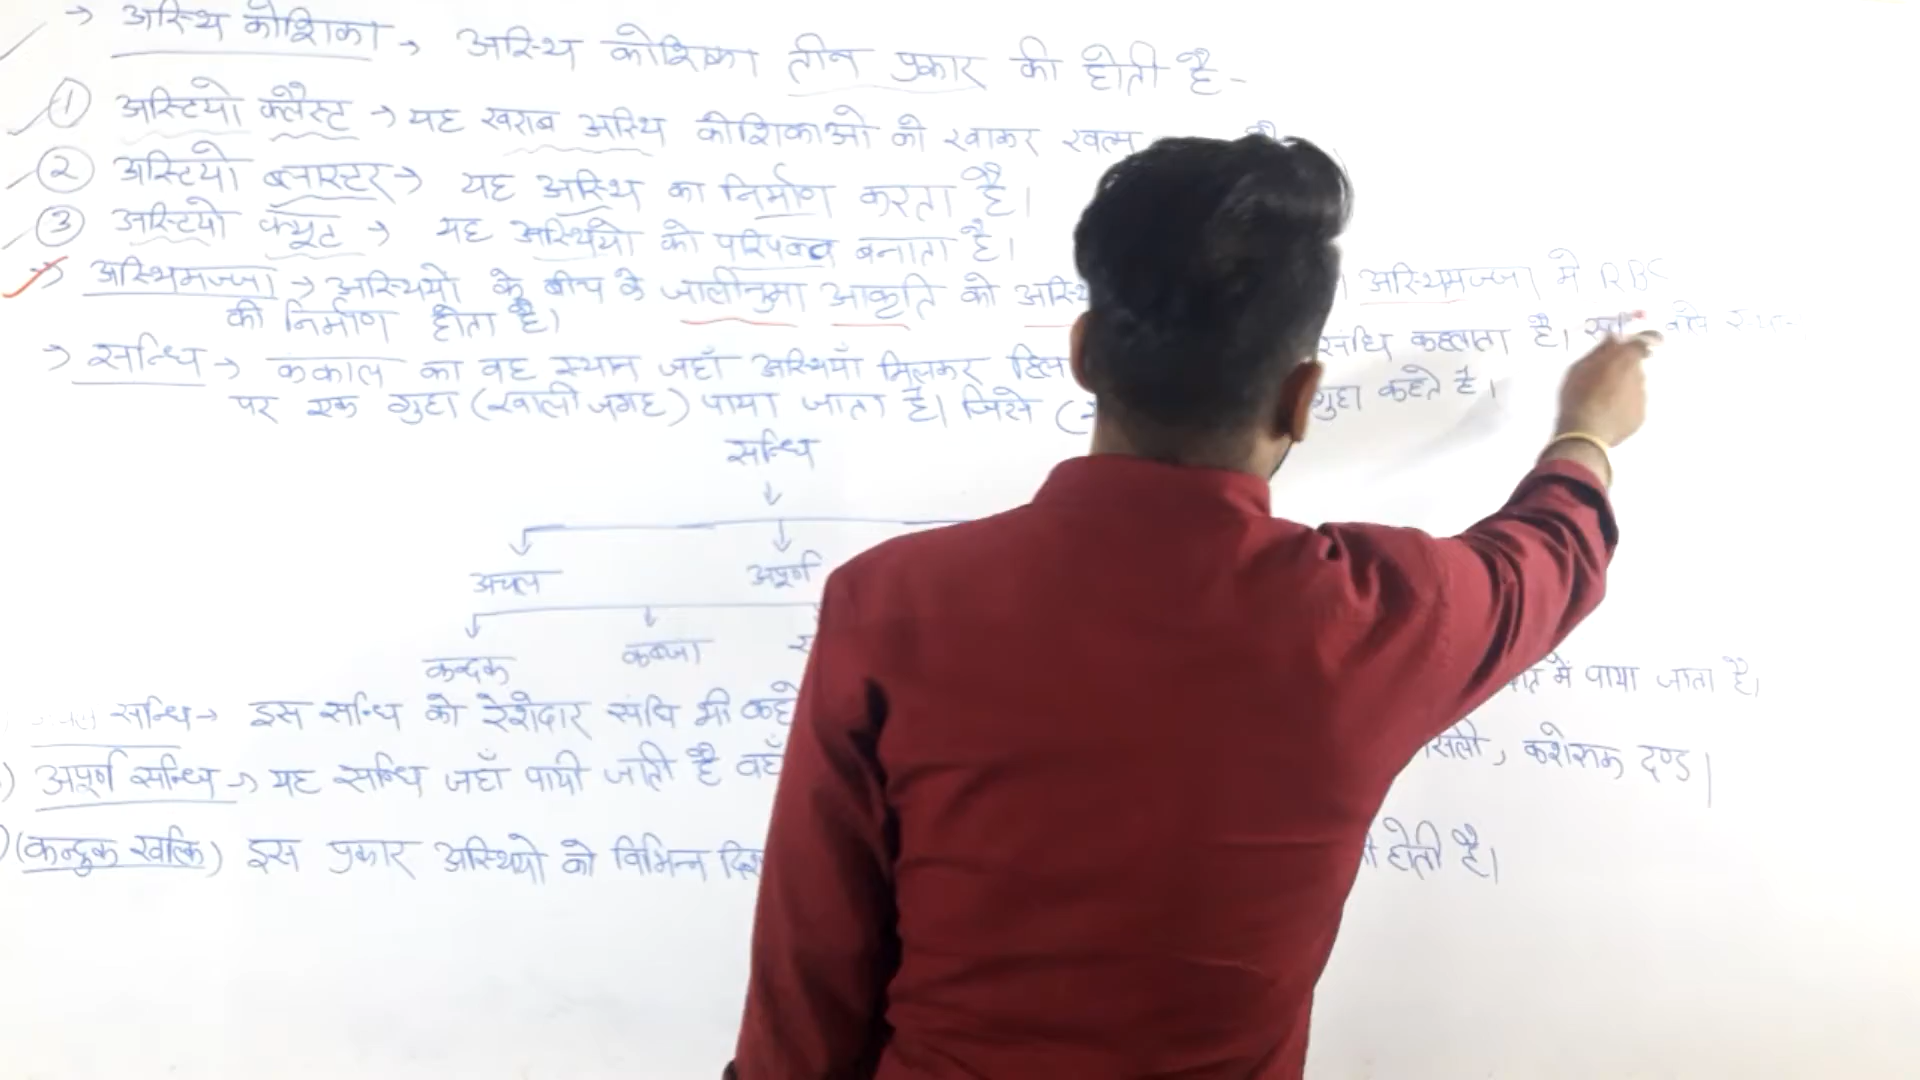 → अस्थि कोशिका → अस्थि कोशिका तीन प्रकार की होती है -
① अस्टियो क्लैस्ट → यह खराब अस्थि कोशिकाओ को खाकर खत्म
② अस्टियो ब्लास्टर → यह अस्थि का निर्माण करता है।
③ अस्टियो क्यूट → यह अस्थियो को परिपक्व बनाता है।
→ अस्थिमज्जा → अस्थियो के बीच के जालीनुमा आकृति को अस्थि । अस्थिमज्जा मे RBC
की निर्माण होता है।
→ सन्धि → कंकाल का वह स्थान जहाँ अस्थियाँ मिलकर हिल संधि कहलाता है।
पर एक गुहा (खाली जगह) पाया जाता है। जिसे ( गुहा कहते है।
सन्धि
अचल अपूर्ण
कन्दुक कब्जा
सन्धि → इस सन्धि को रेशेदार संधि भी कहते में पाया जाता है।
) अपूर्ण सन्धि → यह सन्धि जहाँ पायी जाती है वहाँ कशेरुक दण्ड।
) (कन्दुक खल्कि) इस प्रकार अस्थियो को विभिन्न होती है।